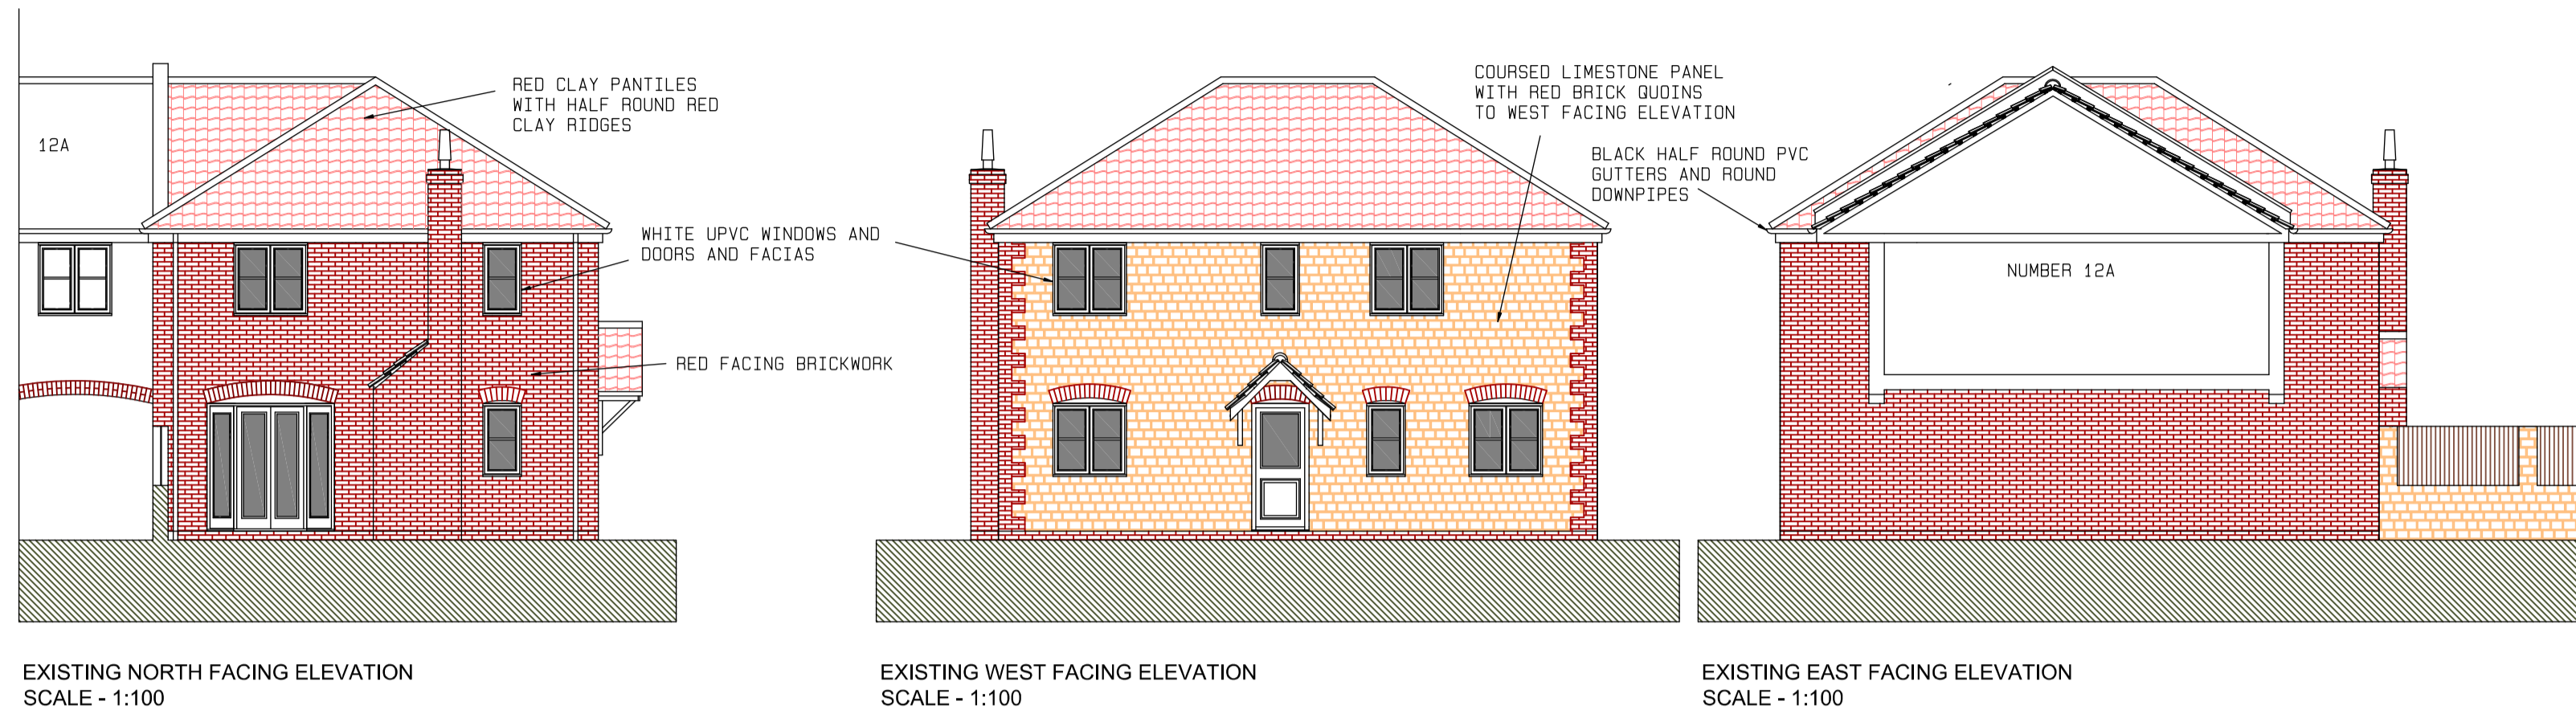 12A
RED CLAY PANTILES
WITH HALF ROUND RED
CLAY RIDGES
WHITE UPVC WINDOWS AND
DOORS AND FACIAS
RED FACING BRICKWORK
EXISTING NORTH FACING ELEVATION
SCALE - 1:100
COURSED LIMESTONE PANEL
WITH RED BRICK QUOINS
TO WEST FACING ELEVATION
EXISTING WEST FACING ELEVATION
SCALE - 1:100
BLACK HALF ROUND PVC
GUTTERS AND ROUND
DOWNPIPES
NUMBER 12A
EXISTING EAST FACING ELEVATION
SCALE - 1:100